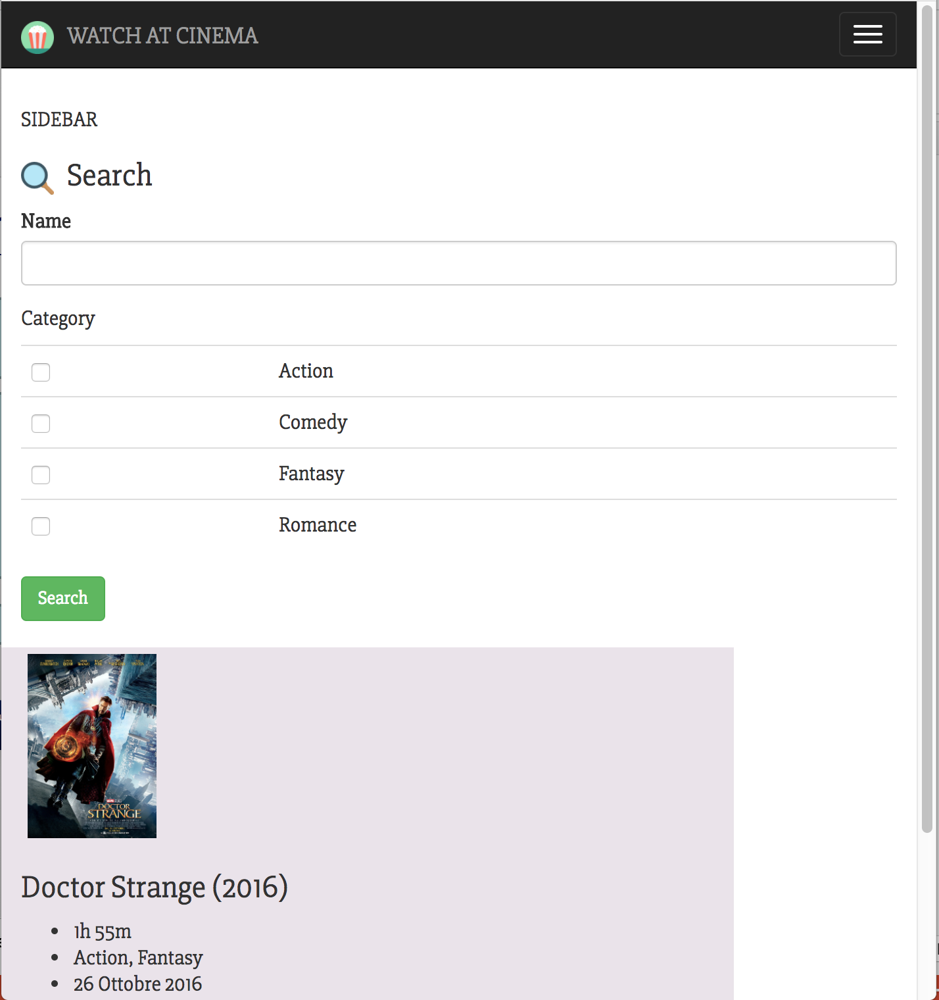 WATCH AT CINEMA
SIDEBAR
Search
Name
Category
Action
Comedy
Fantasy
Romance
Search
DOCTOR
STRANGE
Doctor Strange (2016)
1h 55m
Action, Fantasy
26 Ottobre 2016